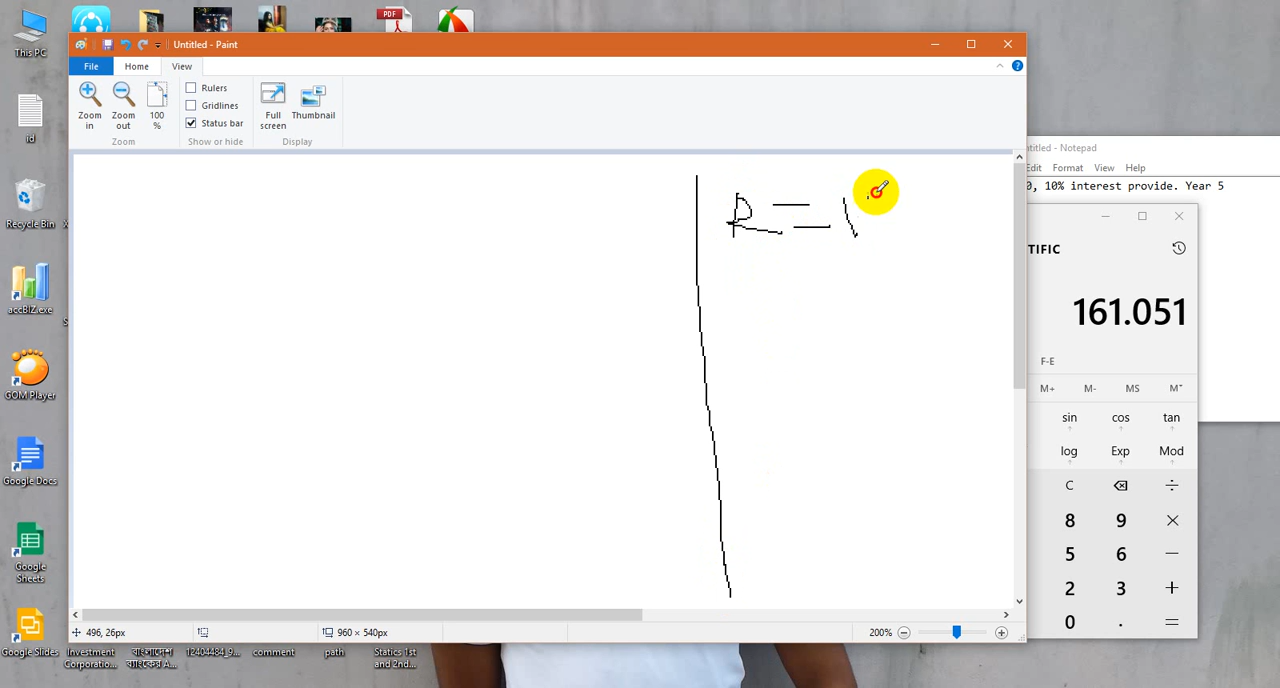 This PC
id
Recycle Bin
accBIZ.exe
GOM Player
Google Docs
Google Sheets
Google Slides
PDF
Untitled - Paint
File Home View
Zoom in
Zoom out
100 %
Zoom
Rulers
Gridlines
Status bar
Show or hide
Full screen
Thumbnail
Display
R = 1
496, 26px
960 × 540px
200%
ntitled - Notepad
Edit Format View Help
0, 10% interest provide. Year 5
TIFIC
161.051
F-E
M+ M- MS M˅
sin cos tan
log Exp Mod
C ÷
8 9 ×
5 6 −
2 3 +
0 . =
Investment Corporatio...
বাংলাদেশ ব্যাংকের A...
12404484_9...
comment
path
Statics 1st and 2nd...